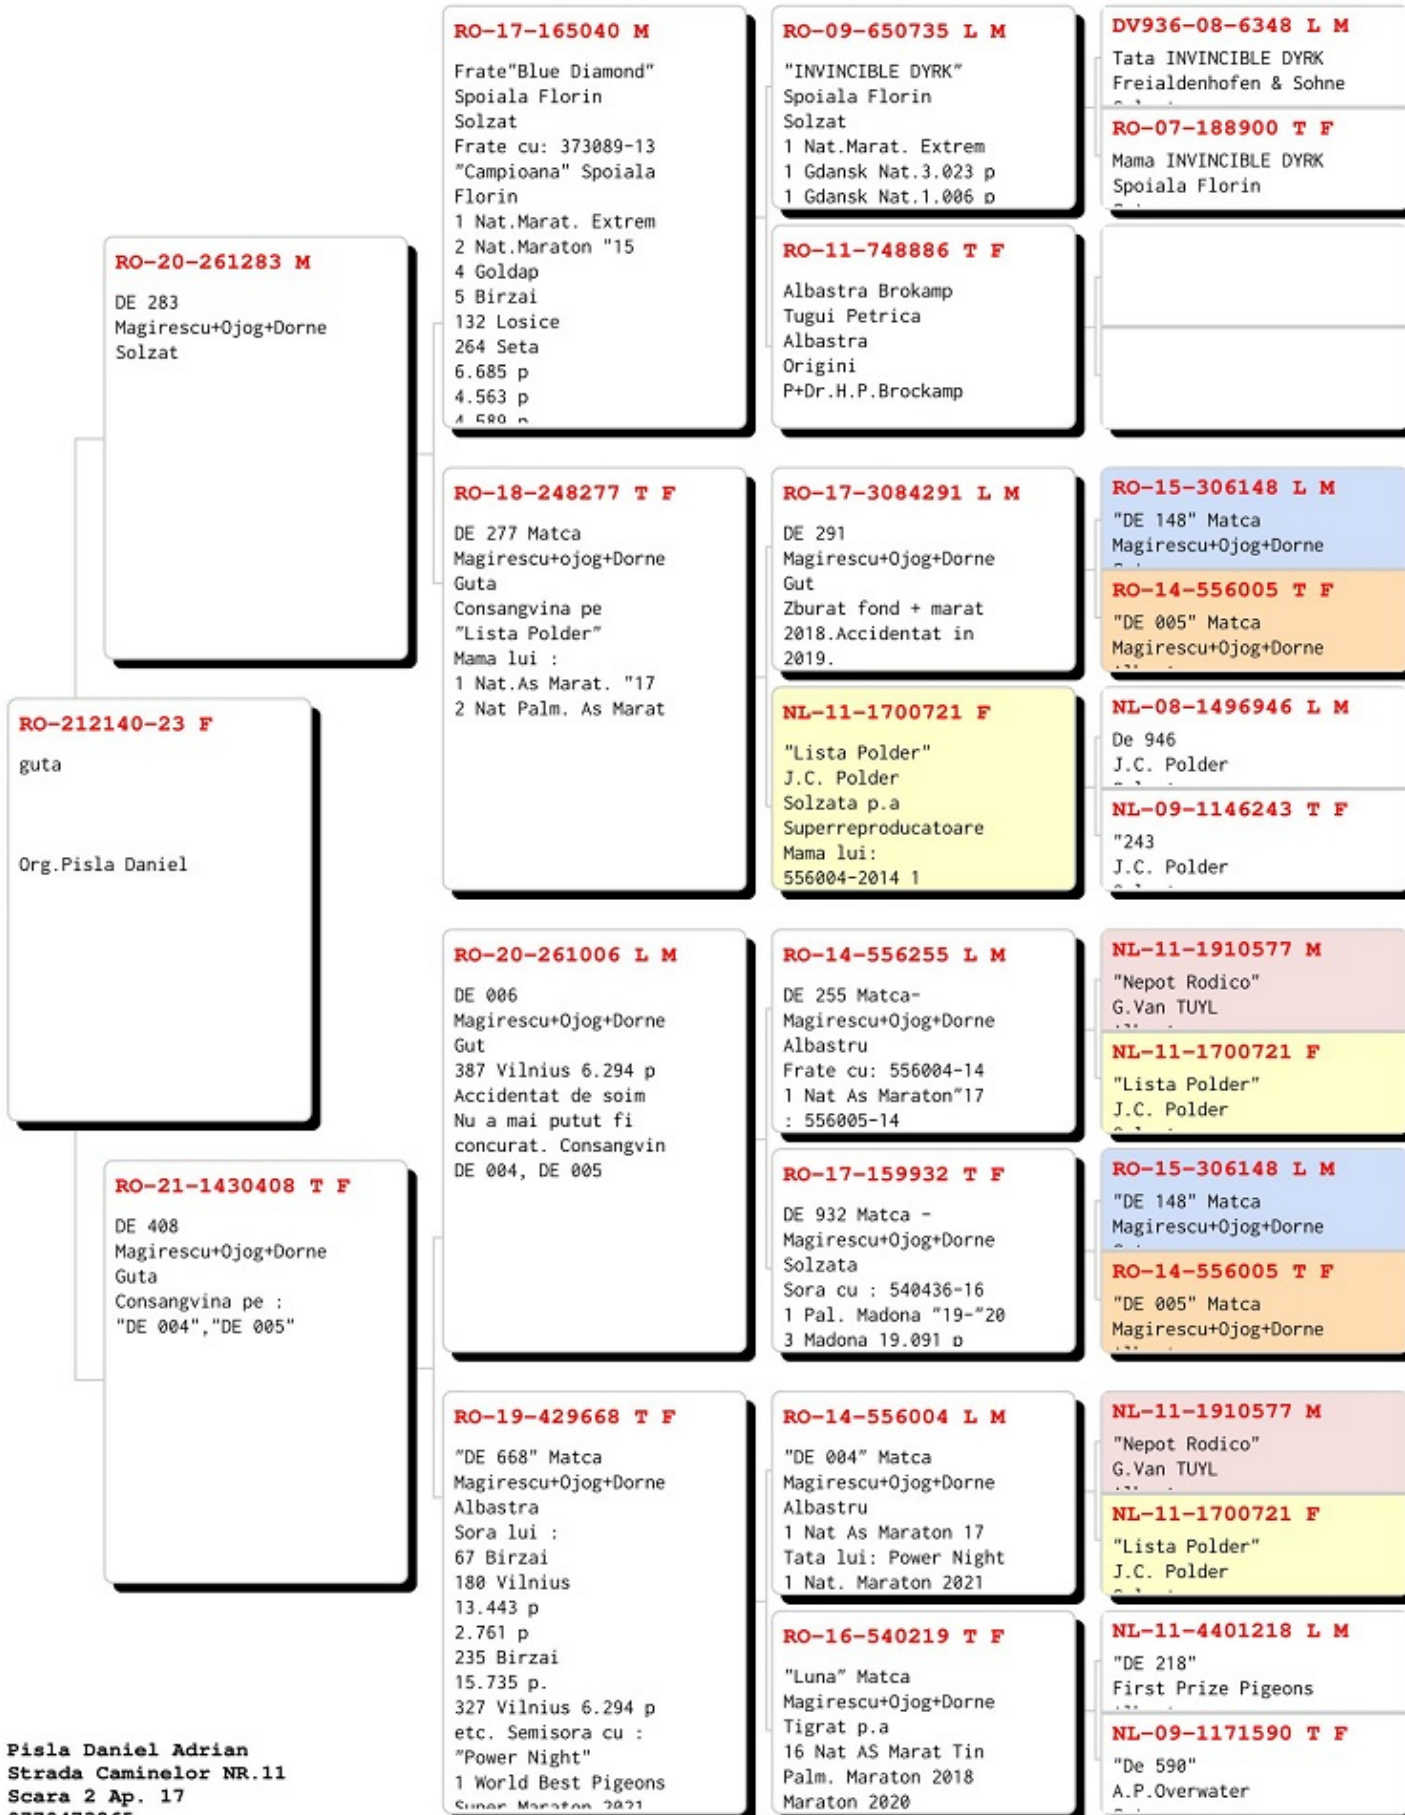 RO-212140-23 F
guta
Org.Pisla Daniel
RO-20-261283 M
DE 283
Magirescu+Ojog+Dorne
Solzat
RO-21-1430408 T F
DE 408
Magirescu+Ojog+Dorne
Guta
Consangvina pe :
"DE 004","DE 005"
RO-17-165040 M
Frate"Blue Diamond"
Spoiala Florin
Solzat
Frate cu: 373089-13
"Campioana" Spoiala
Florin
1 Nat.Marat. Extrem
2 Nat.Maraton "15
4 Goldap
5 Birzai
132 Losice
264 Seta
6.685 p
4.563 p
4.589 p
RO-18-248277 T F
DE 277 Matca
Magirescu+ojog+Dorne
Guta
Consangvina pe
"Lista Polder"
Mama lui :
1 Nat.As Marat. "17
2 Nat Palm. As Marat
RO-20-261006 L M
DE 006
Magirescu+Ojog+Dorne
Gut
387 Vilnius 6.294 p
Accidentat de soim
Nu a mai putut fi
concurat. Consangvin
DE 004, DE 005
RO-19-429668 T F
"DE 668" Matca
Magirescu+Ojog+Dorne
Albastra
Sora lui :
67 Birzai
180 Vilnius
13.443 p
2.761 p
235 Birzai
15.735 p.
327 Vilnius 6.294 p
etc. Semisora cu :
"Power Night"
1 World Best Pigeons
Super Maraton 2021
RO-09-650735 L M
"INVINCIBLE DYRK"
Spoiala Florin
Solzat
1 Nat.Marat. Extrem
1 Gdansk Nat.3.023 p
1 Gdansk Nat.1.006 p
RO-11-748886 T F
Albastra Brokamp
Tugui Petrica
Albastra
Origini
P+Dr.H.P.Brockamp
RO-17-3084291 L M
DE 291
Magirescu+Ojog+Dorne
Gut
Zburat fond + marat
2018.Accidentat in
2019.
NL-11-1700721 F
"Lista Polder"
J.C. Polder
Solzata p.a
Superreproducatoare
Mama lui:
556004-2014 1
RO-14-556255 L M
DE 255 Matca-
Magirescu+Ojog+Dorne
Albastru
Frate cu: 556004-14
1 Nat As Maraton"17
: 556005-14
RO-17-159932 T F
DE 932 Matca -
Magirescu+Ojog+Dorne
Solzata
Sora cu : 540436-16
1 Pal. Madona "19-"20
3 Madona 19.091 p
RO-14-556004 L M
"DE 004" Matca
Magirescu+Ojog+Dorne
Albastru
1 Nat As Maraton 17
Tata lui: Power Night
1 Nat. Maraton 2021
RO-16-540219 T F
"Luna" Matca
Magirescu+Ojog+Dorne
Tigrat p.a
16 Nat AS Marat Tin
Palm. Maraton 2018
Maraton 2020
DV936-08-6348 L M
Tata INVINCIBLE DYRK
Freialdenhofen & Sohne
RO-07-188900 T F
Mama INVINCIBLE DYRK
Spoiala Florin
RO-15-306148 L M
"DE 148" Matca
Magirescu+Ojog+Dorne
RO-14-556005 T F
"DE 005" Matca
Magirescu+Ojog+Dorne
NL-08-1496946 L M
De 946
J.C. Polder
NL-09-1146243 T F
"243
J.C. Polder
NL-11-1910577 M
"Nepot Rodico"
G.Van TUYL
NL-11-1700721 F
"Lista Polder"
J.C. Polder
RO-15-306148 L M
"DE 148" Matca
Magirescu+Ojog+Dorne
RO-14-556005 T F
"DE 005" Matca
Magirescu+Ojog+Dorne
NL-11-1910577 M
"Nepot Rodico"
G.Van TUYL
NL-11-1700721 F
"Lista Polder"
J.C. Polder
NL-11-4401218 L M
"DE 218"
First Prize Pigeons
NL-09-1171590 T F
"De 590"
A.P.Overwater
Pisla Daniel Adrian
Strada Caminelor NR.11
Scara 2 Ap. 17